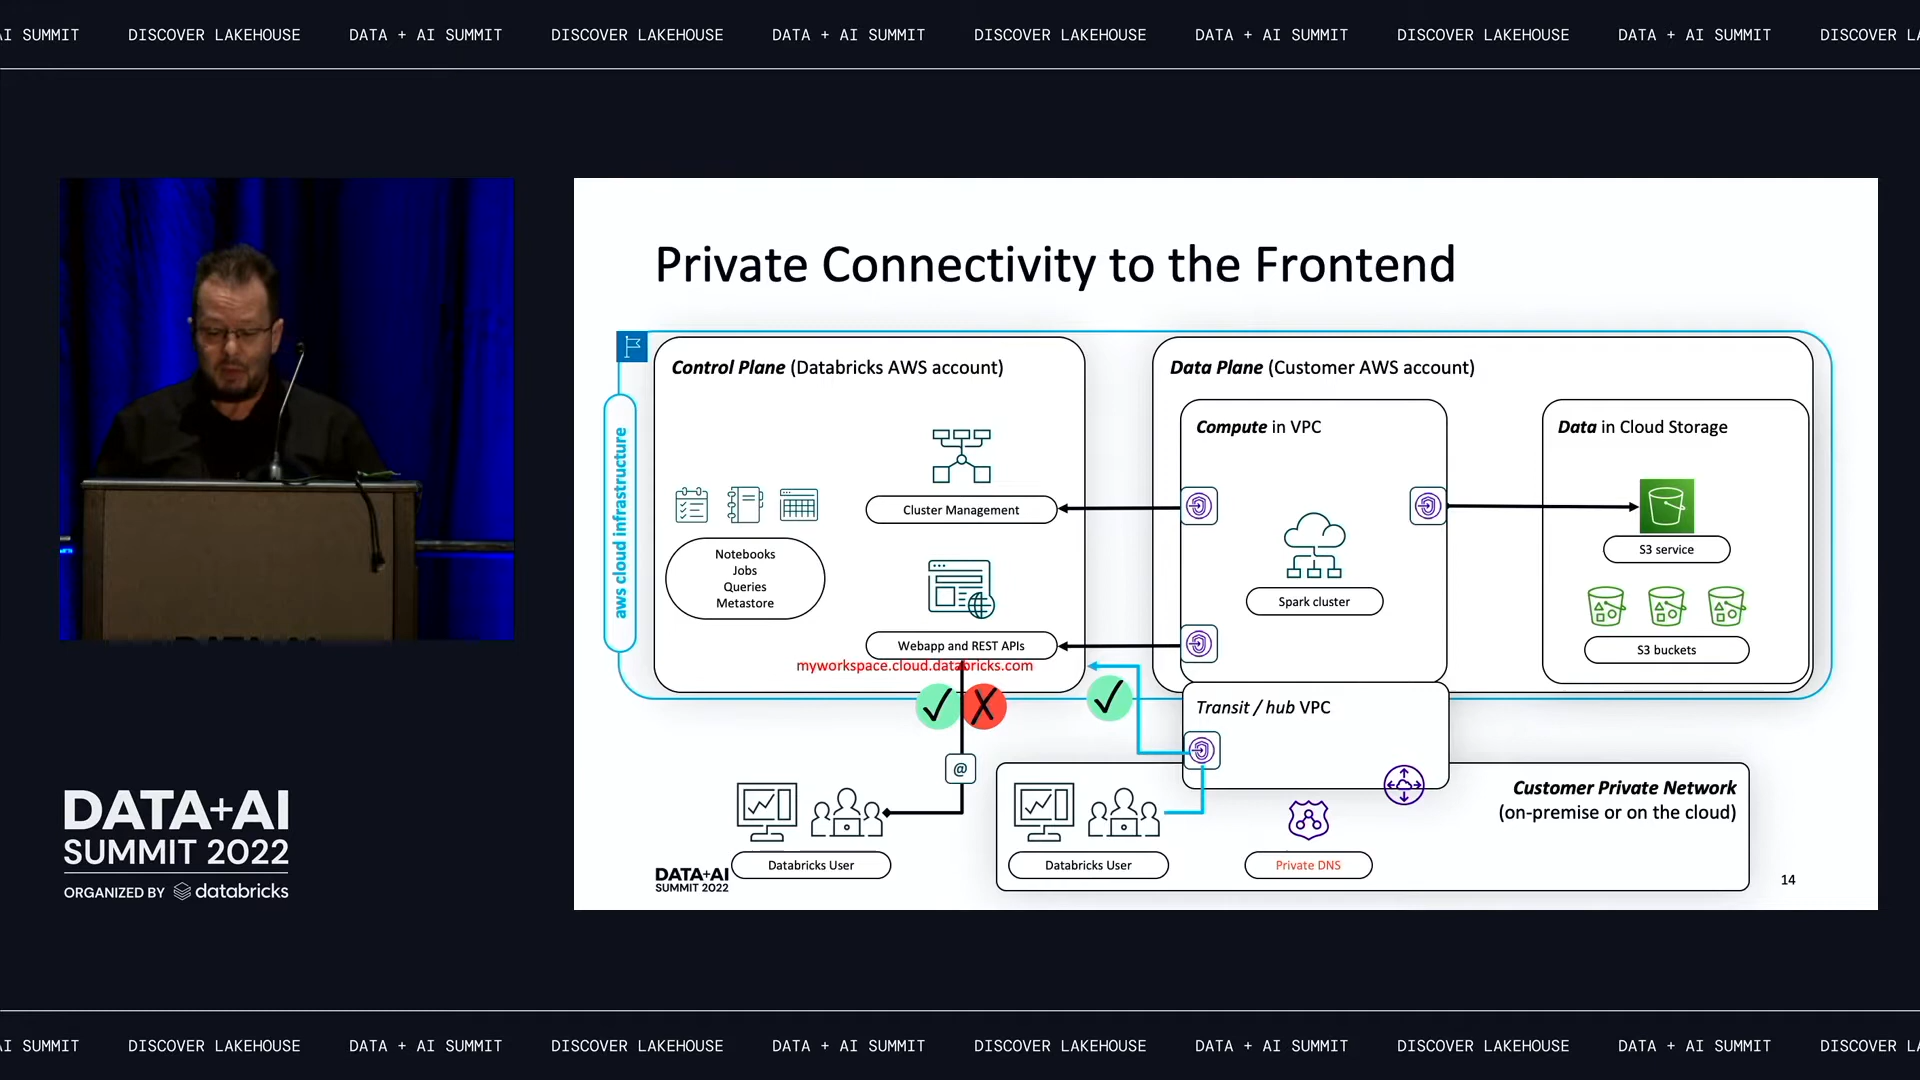 AI SUMMIT DISCOVER LAKEHOUSE DATA + AI SUMMIT DISCOVER LAKEHOUSE DATA + AI SUMMIT DISCOVER LAKEHOUSE DATA + AI SUMMIT DISCOVER LAKEHOUSE DATA + AI SUMMIT DISCOVER LA
Private Connectivity to the Frontend
aws cloud infrastructure
Control Plane (Databricks AWS account)
Cluster Management
Notebooks
Jobs
Queries
Metastore
Webapp and REST APIs
myworkspace.cloud.databricks.com
Data Plane (Customer AWS account)
Compute in VPC
Spark cluster
Data in Cloud Storage
S3 service
S3 buckets
Transit / hub VPC
@
Databricks User
Customer Private Network
(on-premise or on the cloud)
Databricks User
Private DNS
DATA+AI
SUMMIT 2022
14
DATA+AI
SUMMIT 2022
ORGANIZED BY databricks
AI SUMMIT DISCOVER LAKEHOUSE DATA + AI SUMMIT DISCOVER LAKEHOUSE DATA + AI SUMMIT DISCOVER LAKEHOUSE DATA + AI SUMMIT DISCOVER LAKEHOUSE DATA + AI SUMMIT DISCOVER LA